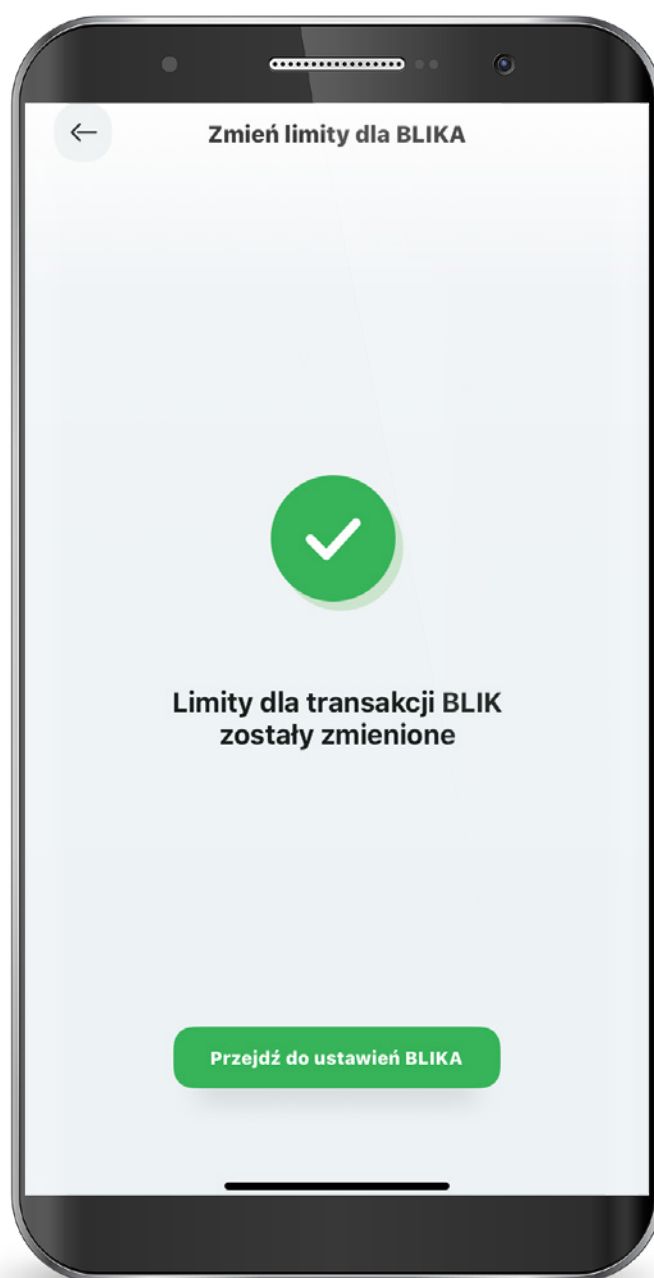 Zmień limity dla BLIKA
Limity dla transakcji BLIK
zostały zmienione
Przejdź do ustawień BLIKA